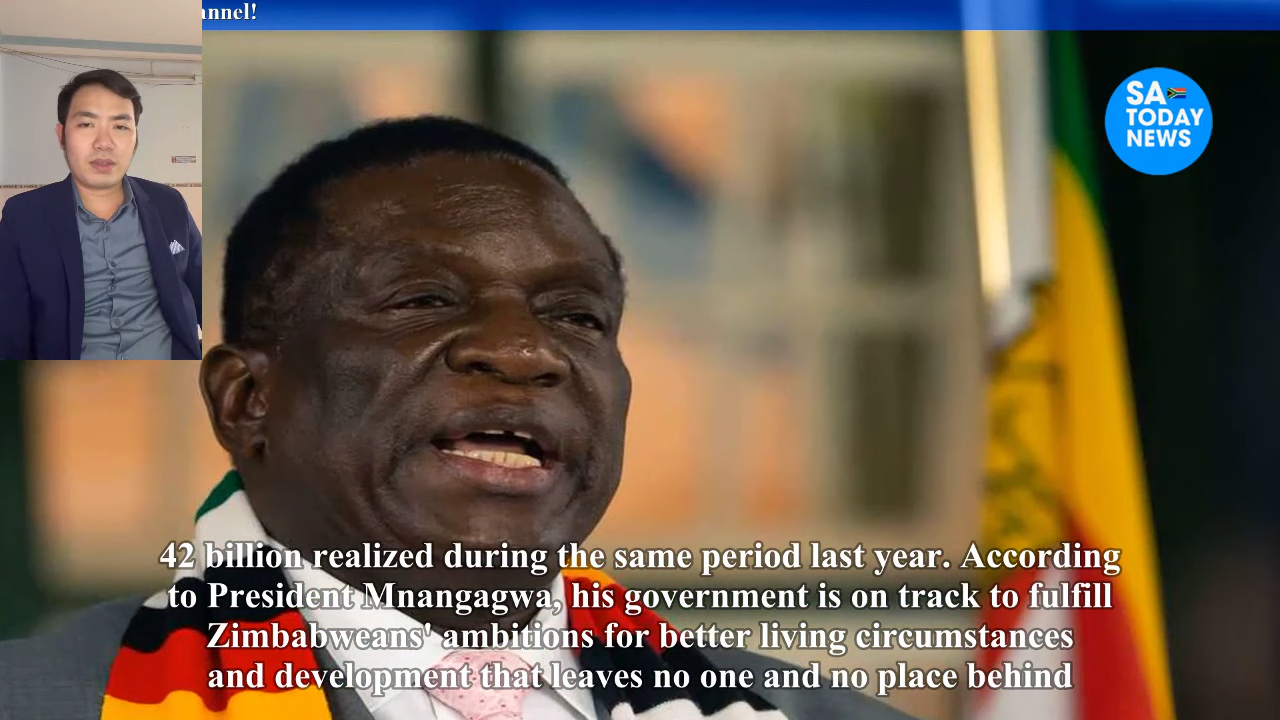 annel!
SA
TODAY
NEWS
42 billion realized during the same period last year. According
to President Mnangagwa, his government is on track to fulfill
Zimbabweans' ambitions for better living circumstances
and development that leaves no one and no place behind